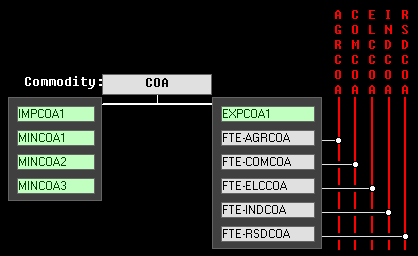 AGRCOA
COMCOA
ELCCOA
INDCOA
RSDCOA
Commodity: COA
IMPCOA1
MINCOA1
MINCOA2
MINCOA3
EXPCOA1
FTE-AGRCOA
FTE-COMCOA
FTE-ELCCOA
FTE-INDCOA
FTE-RSDCOA